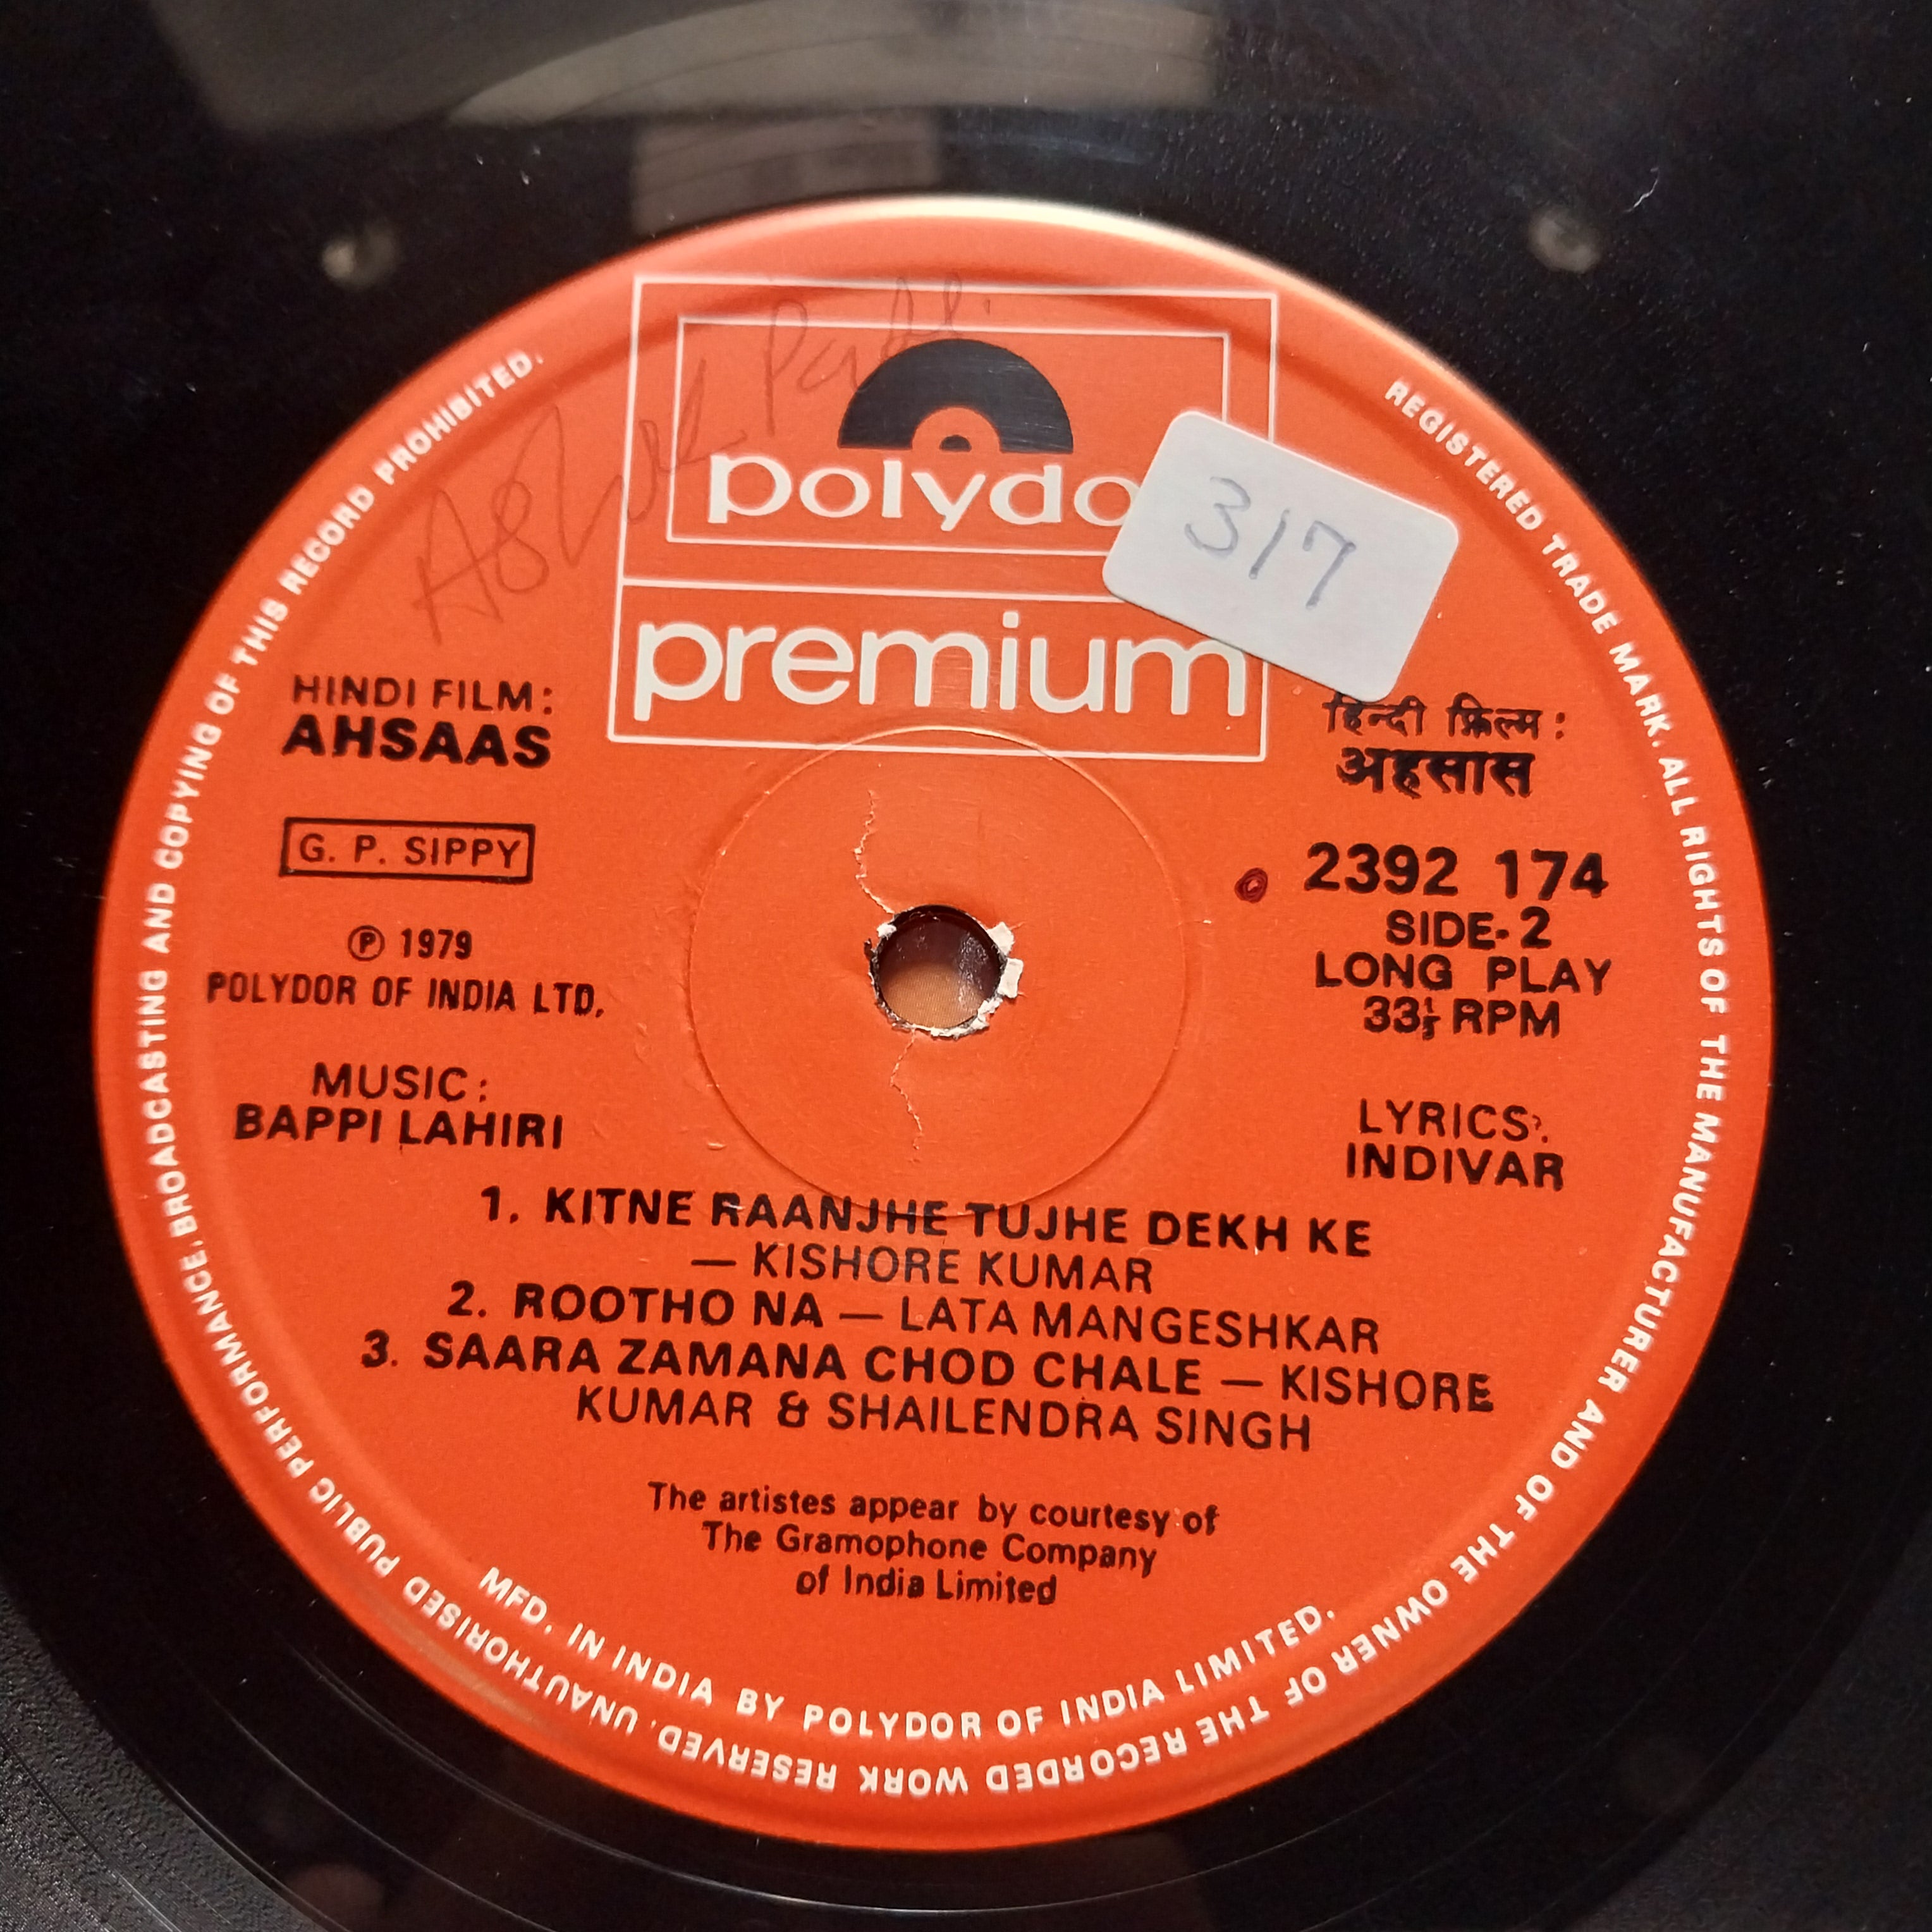 polydo
317
premium
HINDI FILM:
AHSAAS
हिन्दी फ़िल्म:
अहसास
G. P. SIPPY
2392 174
SIDE-2
LONG PLAY
33⅓ RPM
℗ 1979
POLYDOR OF INDIA LTD.
MUSIC:
BAPPI LAHIRI
LYRICS:
INDIVAR
1. KITNE RAANJHE TUJHE DEKH KE
— KISHORE KUMAR
2. ROOTHO NA — LATA MANGESHKAR
3. SAARA ZAMANA CHOD CHALE — KISHORE
KUMAR & SHAILENDRA SINGH
The artistes appear by courtesy of
The Gramophone Company
of India Limited
MFD. IN INDIA BY POLYDOR OF INDIA LIMITED.
REGISTERED TRADE MARK. ALL RIGHTS OF THE MANUFACTURER AND OF THE OWNER OF THE RECORDED WORK RESERVED. UNAUTHORISED PUBLIC PERFORMANCE. BROADCASTING AND COPYING OF THIS RECORD PROHIBITED.